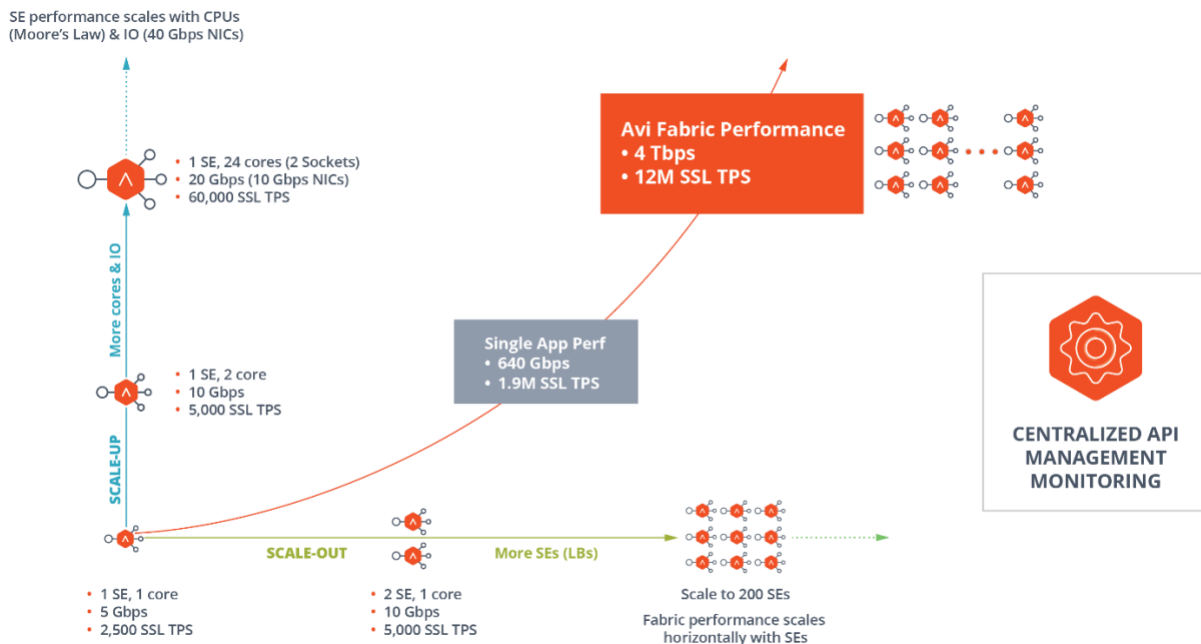 SE performance scales with CPUs
(Moore's Law) & IO (40 Gbps NICs)
• 1 SE, 24 cores (2 Sockets)
• 20 Gbps (10 Gbps NICs)
• 60,000 SSL TPS
Avi Fabric Performance
• 4 Tbps
• 12M SSL TPS
More cores & IO
Single App Perf
• 640 Gbps
• 1.9M SSL TPS
• 1 SE, 2 core
• 10 Gbps
• 5,000 SSL TPS
CENTRALIZED API
MANAGEMENT
MONITORING
SCALE-UP
SCALE-OUT
More SEs (LBs)
• 1 SE, 1 core
• 5 Gbps
• 2,500 SSL TPS
• 2 SE, 1 core
• 10 Gbps
• 5,000 SSL TPS
Scale to 200 SEs
Fabric performance scales
horizontally with SEs